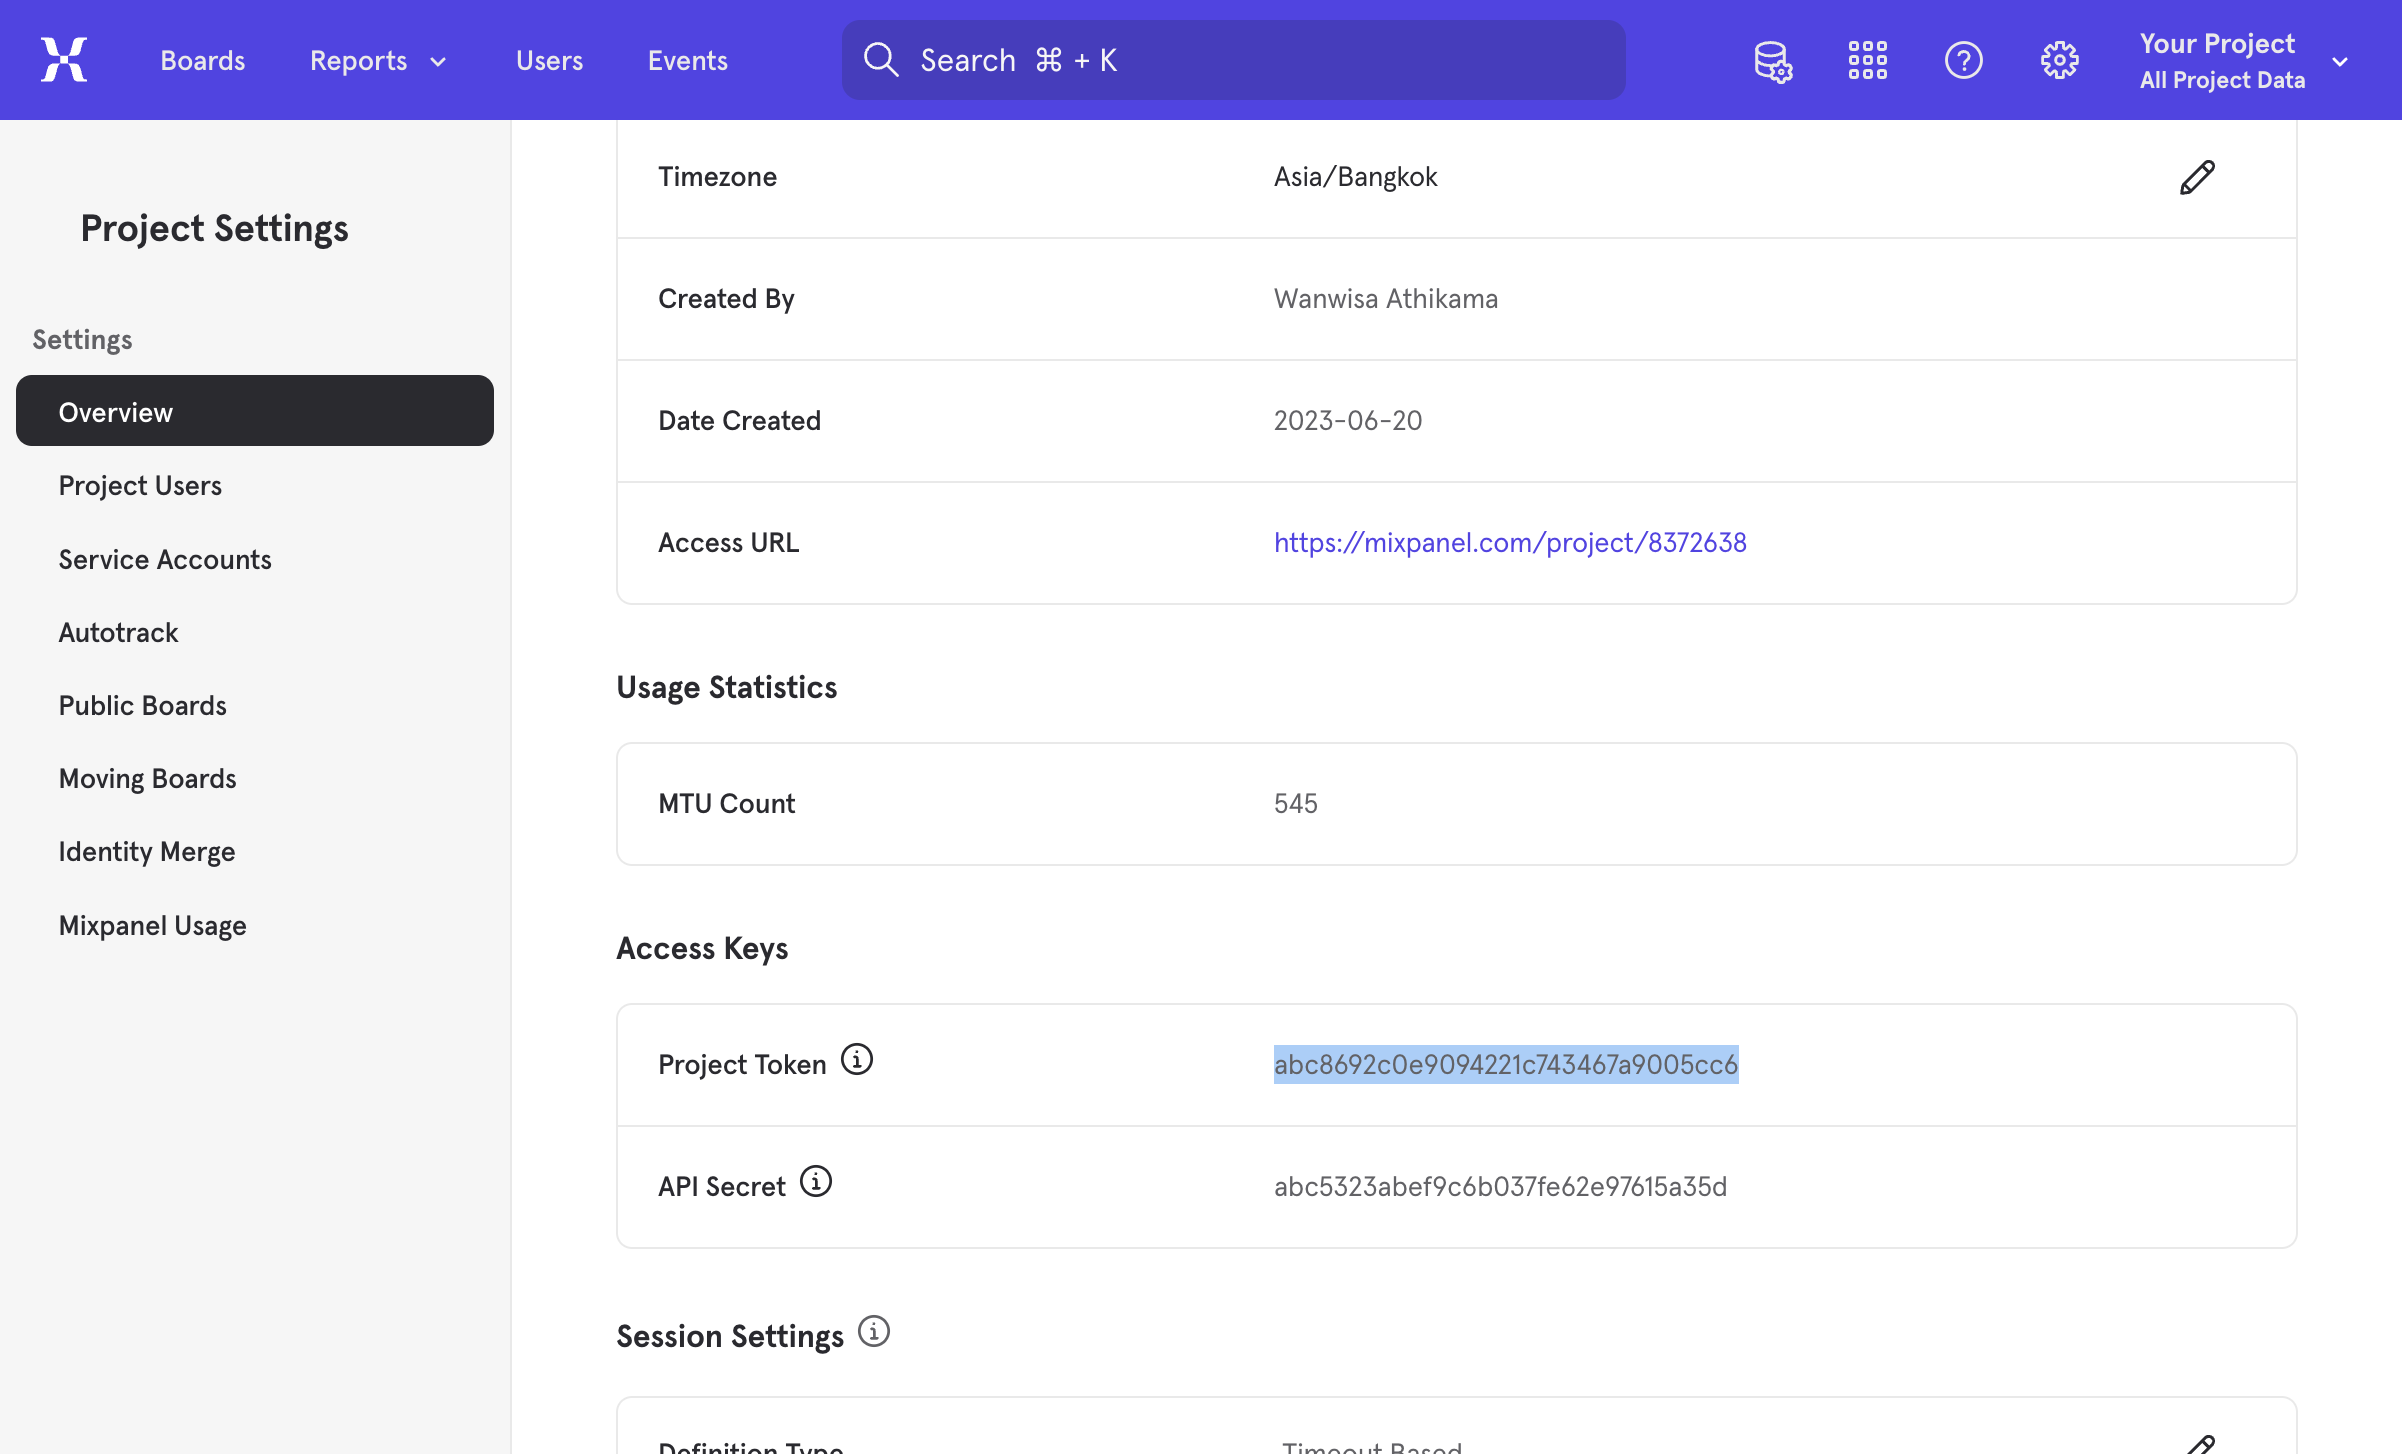 Boards Reports Users Events Search ⌘ + K Your Project
All Project Data
Project Settings
Settings
Overview
Project Users
Service Accounts
Autotrack
Public Boards
Moving Boards
Identity Merge
Mixpanel Usage
Timezone Asia/Bangkok
Created By Wanwisa Athikama
Date Created 2023-06-20
Access URL https://mixpanel.com/project/8372638
Usage Statistics
MTU Count 545
Access Keys
Project Token abc8692c0e9094221c743467a9005cc6
API Secret abc5323abef9c6b037fe62e97615a35d
Session Settings
Definition Type Timeout Based